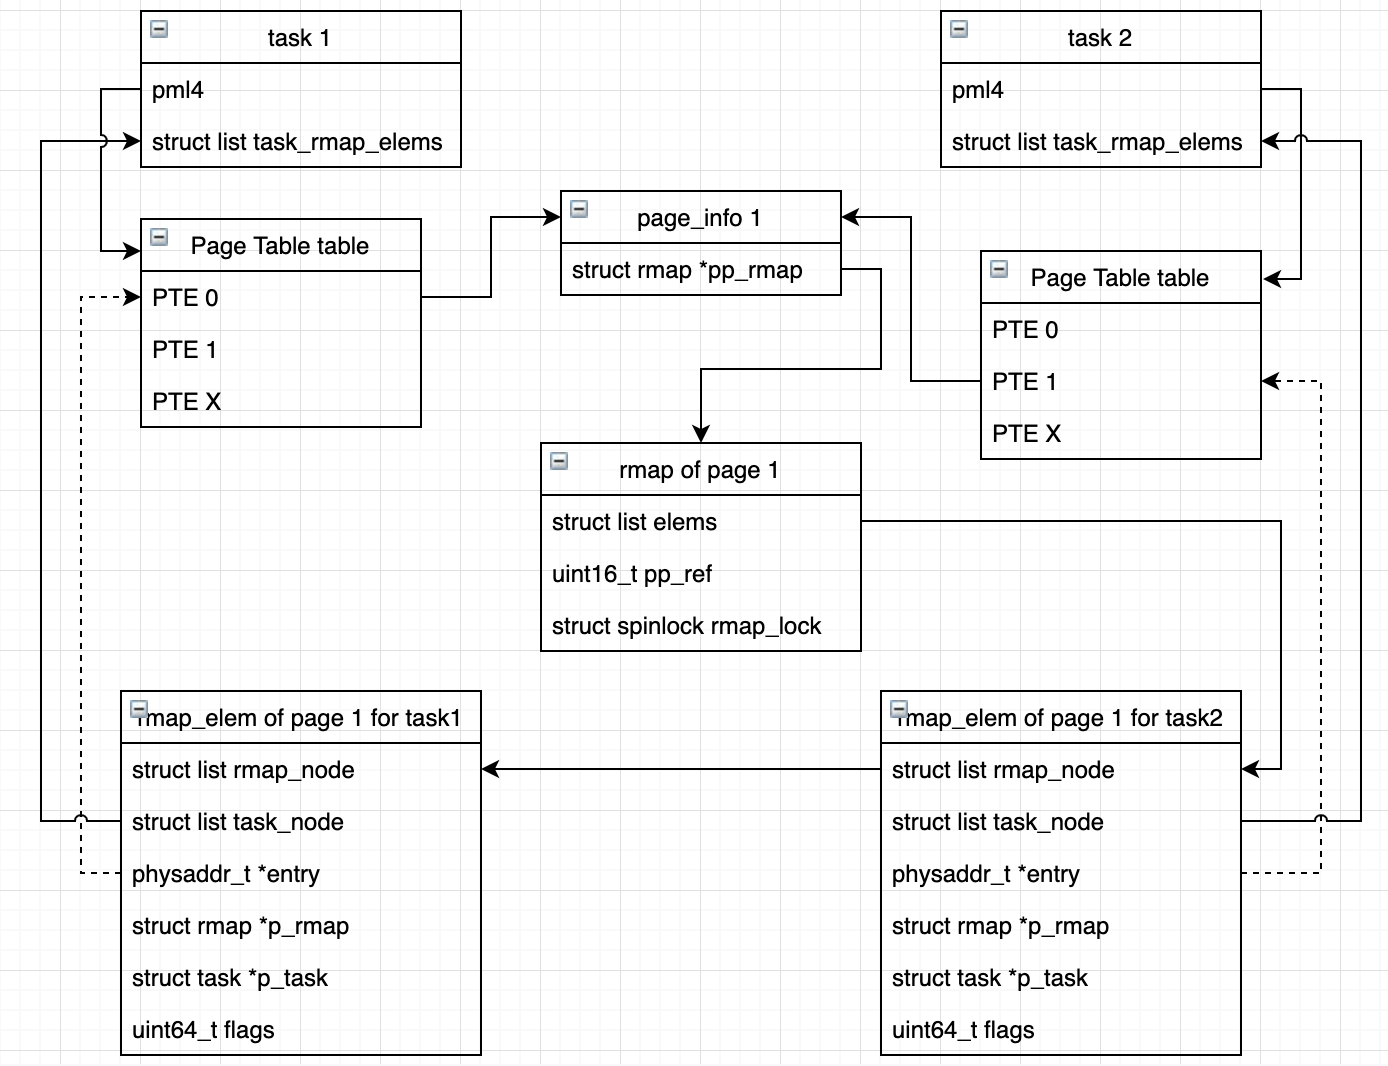 task 1
pml4
struct list task_rmap_elems
task 2
pml4
struct list task_rmap_elems
page_info 1
struct rmap *pp_rmap
Page Table table
PTE 0
PTE 1
PTE X
Page Table table
PTE 0
PTE 1
PTE X
rmap of page 1
struct list elems
uint16_t pp_ref
struct spinlock rmap_lock
rmap_elem of page 1 for task1
struct list rmap_node
struct list task_node
physaddr_t *entry
struct rmap *p_rmap
struct task *p_task
uint64_t flags
rmap_elem of page 1 for task2
struct list rmap_node
struct list task_node
physaddr_t *entry
struct rmap *p_rmap
struct task *p_task
uint64_t flags